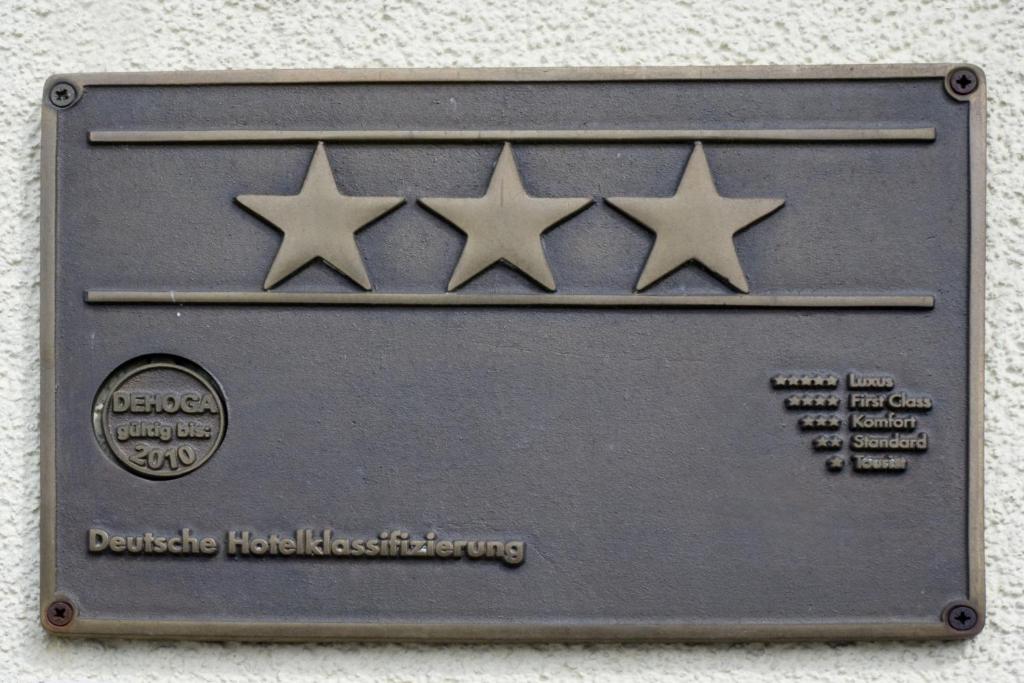 DEHOGA
gültig bis:
2010
Luxus
First Class
Komfort
Standard
Tourist
Deutsche Hotelklassifizierung